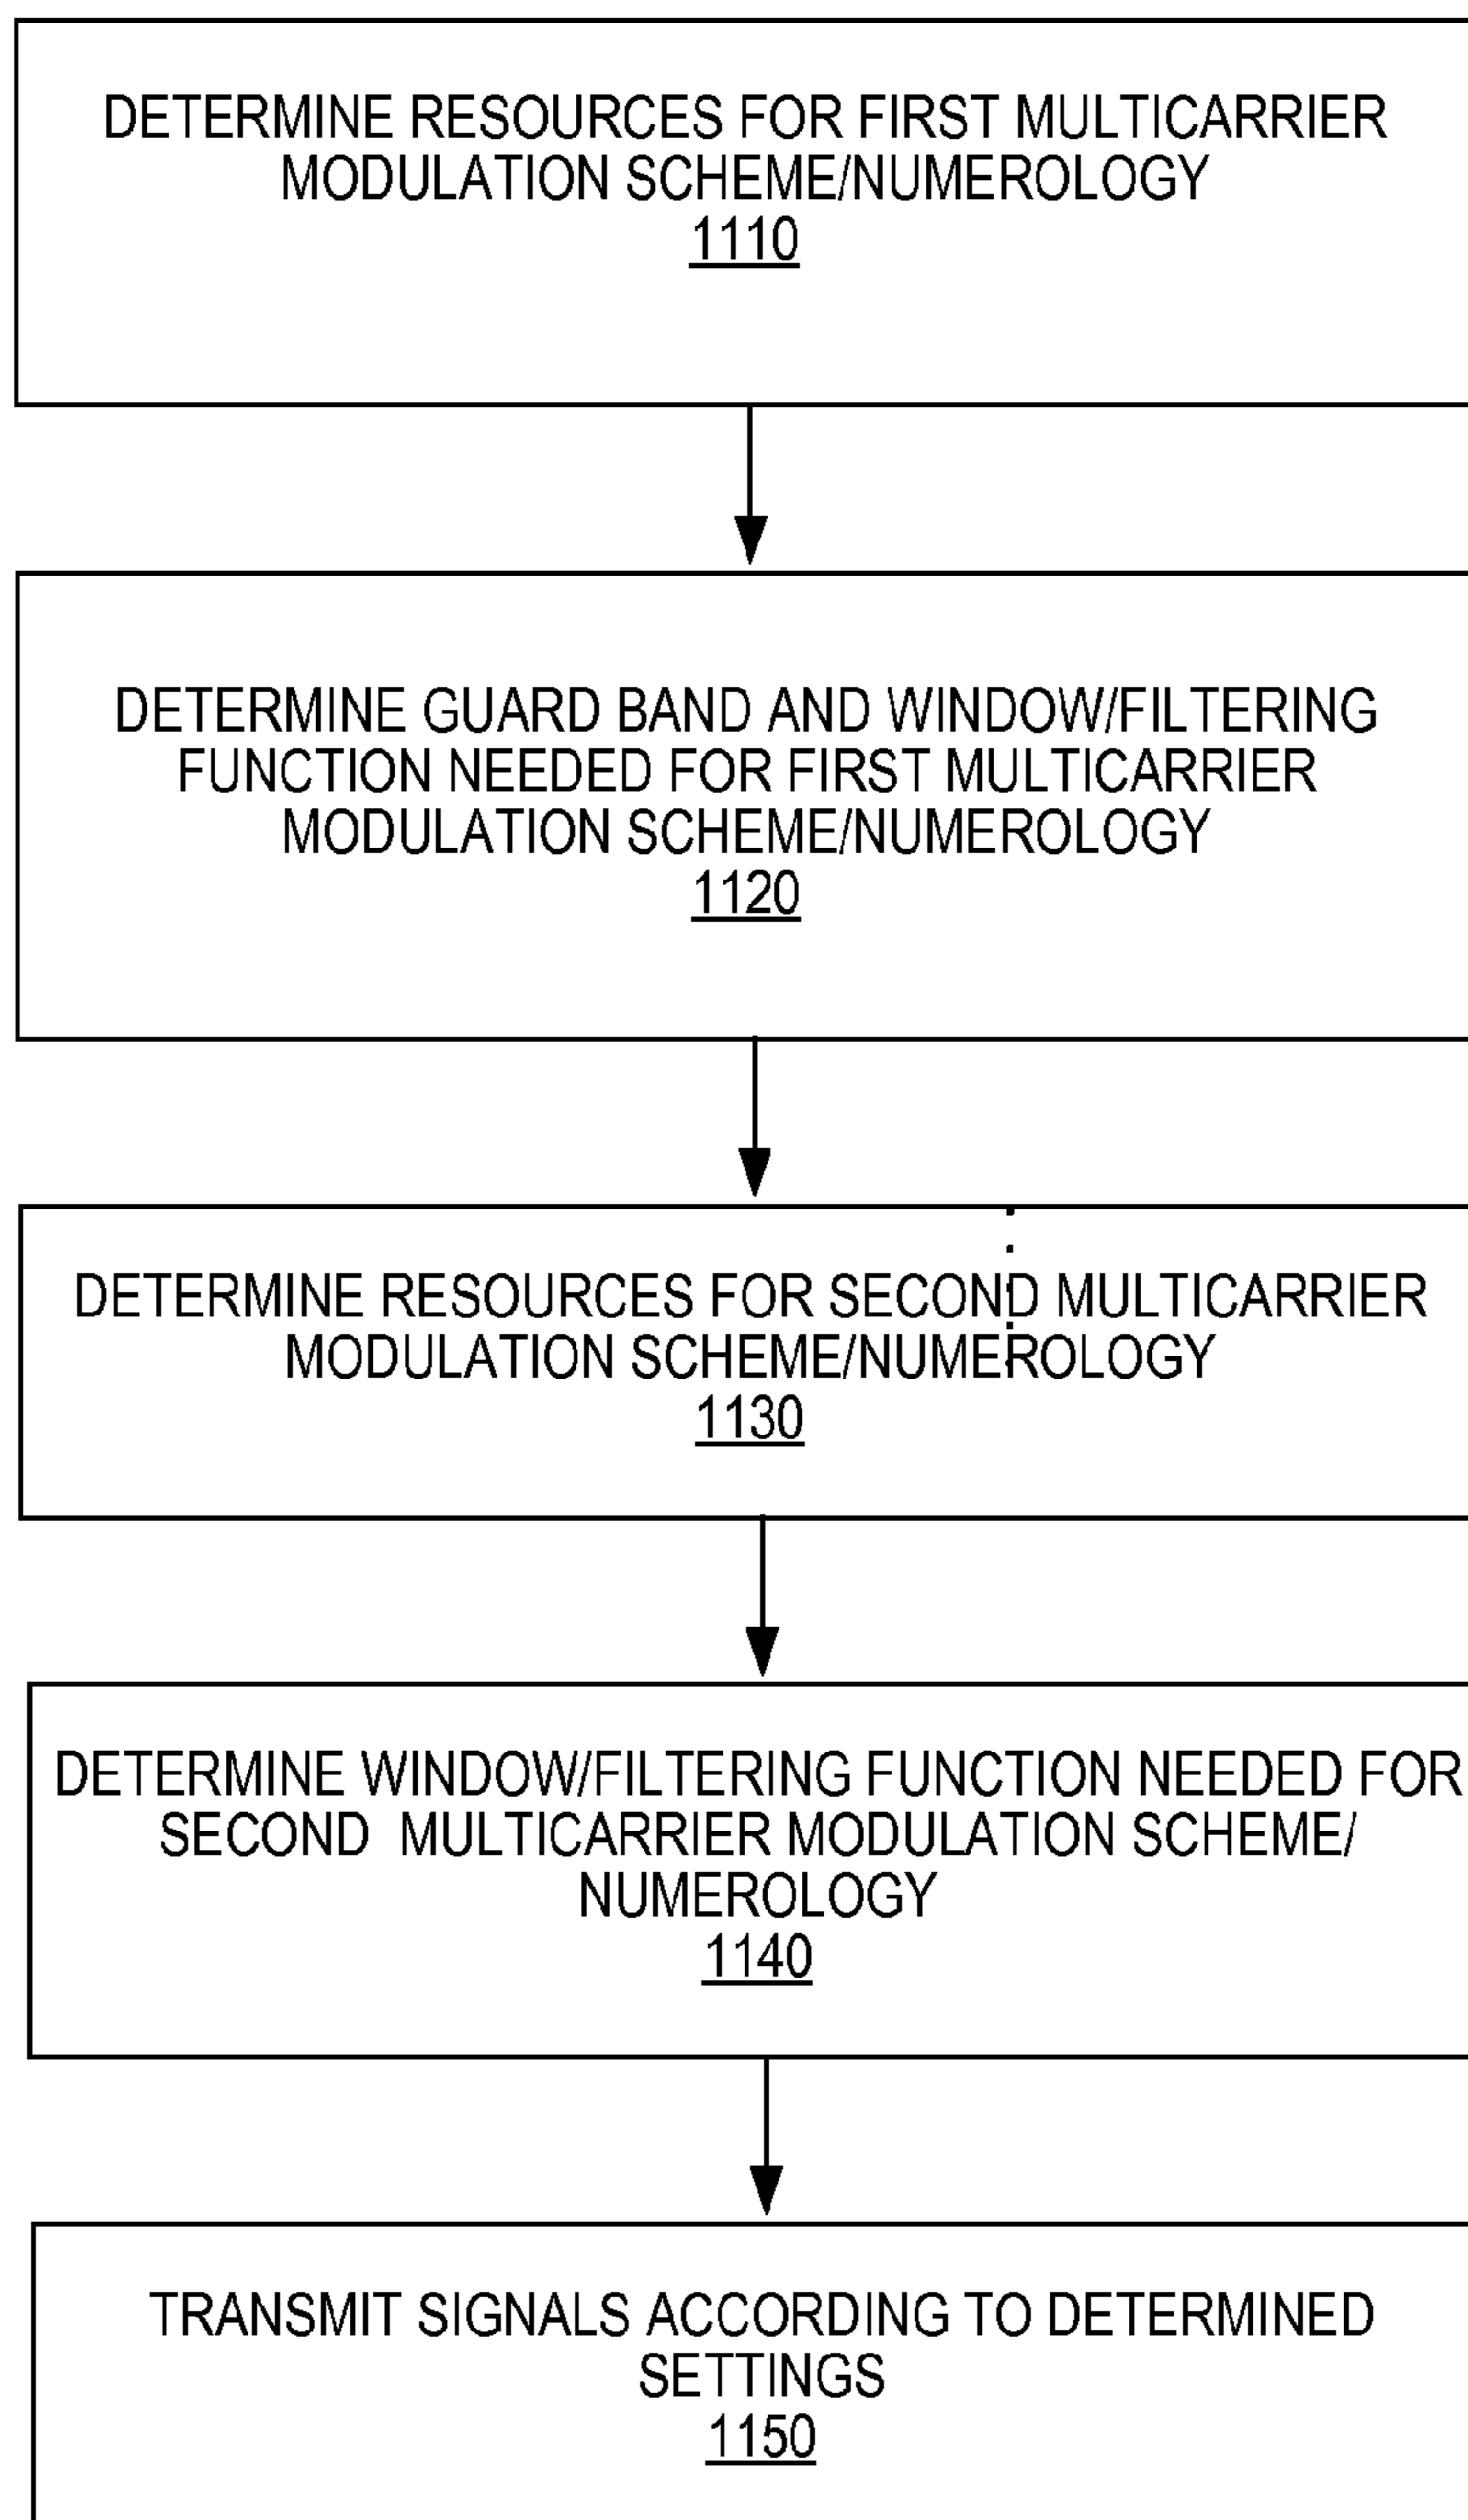 DETERMINE RESOURCES FOR FIRST MULTICARRIER
MODULATION SCHEME/NUMEROLOGY
1110
DETERMINE GUARD BAND AND WINDOW/FILTERING
FUNCTION NEEDED FOR FIRST MULTICARRIER
MODULATION SCHEME/NUMEROLOGY
1120
DETERMINE RESOURCES FOR SECOND MULTICARRIER
MODULATION SCHEME/NUMEROLOGY
1130
DETERMINE WINDOW/FILTERING FUNCTION NEEDED FOR
SECOND MULTICARRIER MODULATION SCHEME/
NUMEROLOGY
1140
TRANSMIT SIGNALS ACCORDING TO DETERMINED
SETTINGS
1150